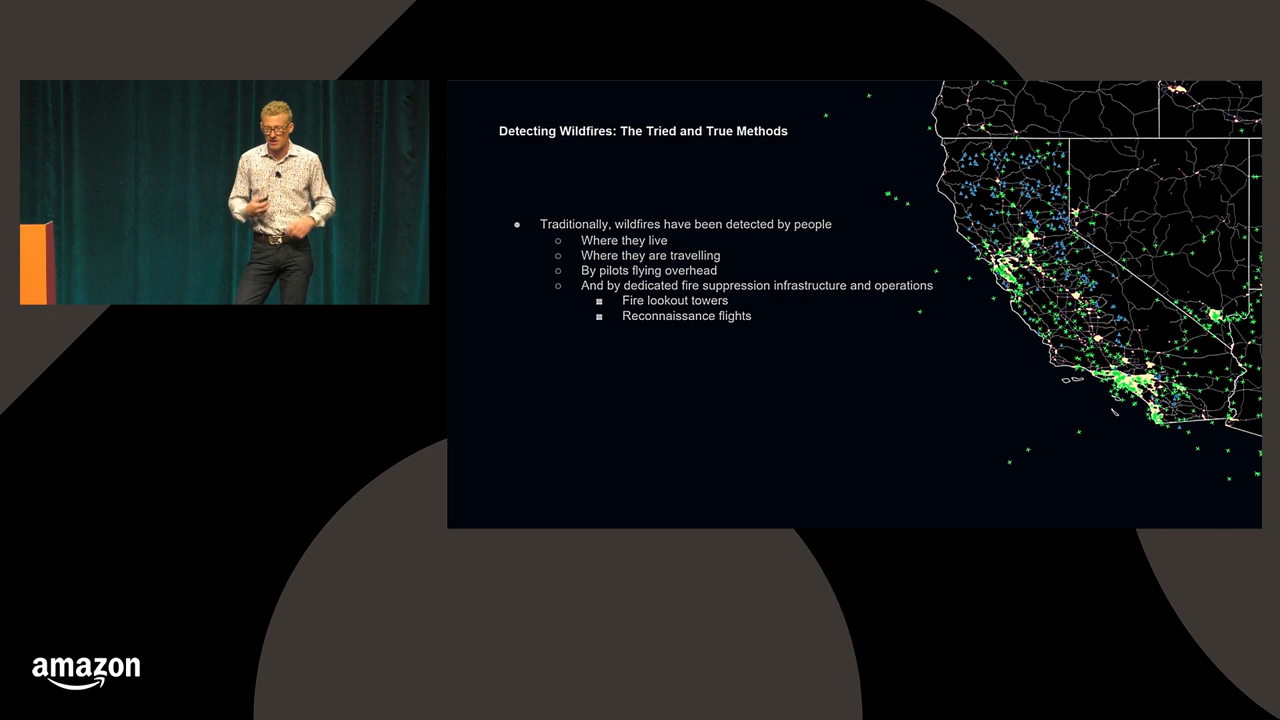 Detecting Wildfires: The Tried and True Methods
Traditionally, wildfires have been detected by people
Where they live
Where they are travelling
By pilots flying overhead
And by dedicated fire suppression infrastructure and operations
Fire lookout towers
Reconnaissance flights
amazon